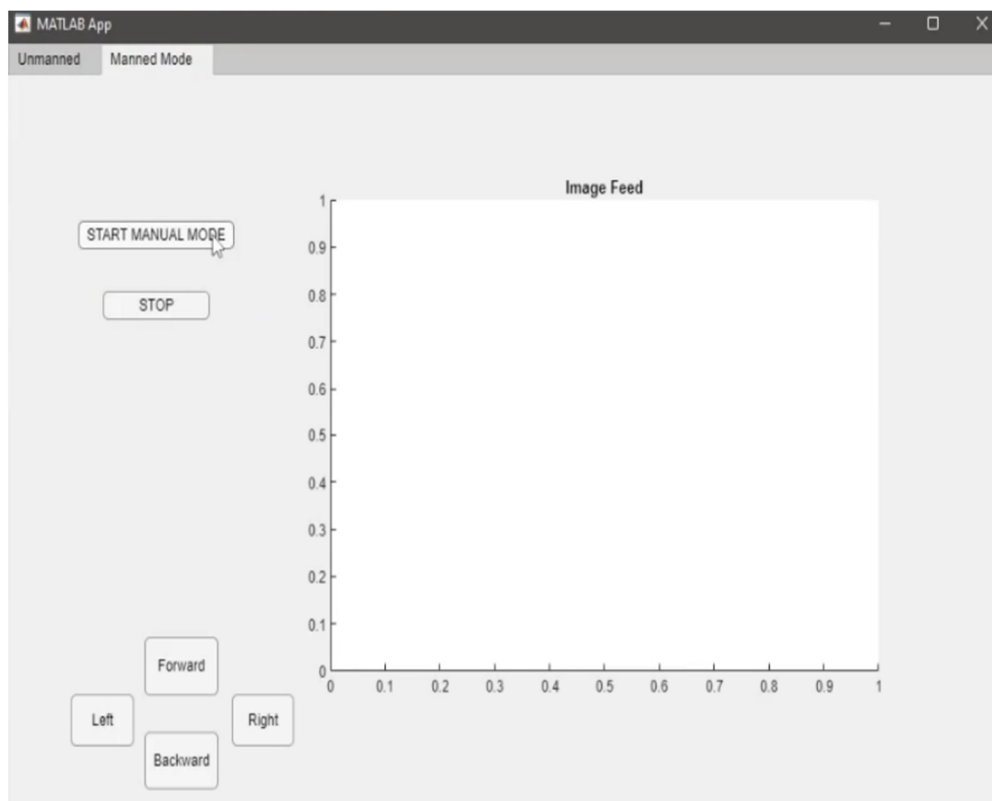 MATLAB App
Unmanned
Manned Mode
Image Feed
START MANUAL MODE
STOP
1
0.9
0.8
0.7
0.6
0.5
0.4
0.3
0.2
0.1
0
0 0.1 0.2 0.3 0.4 0.5 0.6 0.7 0.8 0.9 1
Forward
Left
Right
Backward